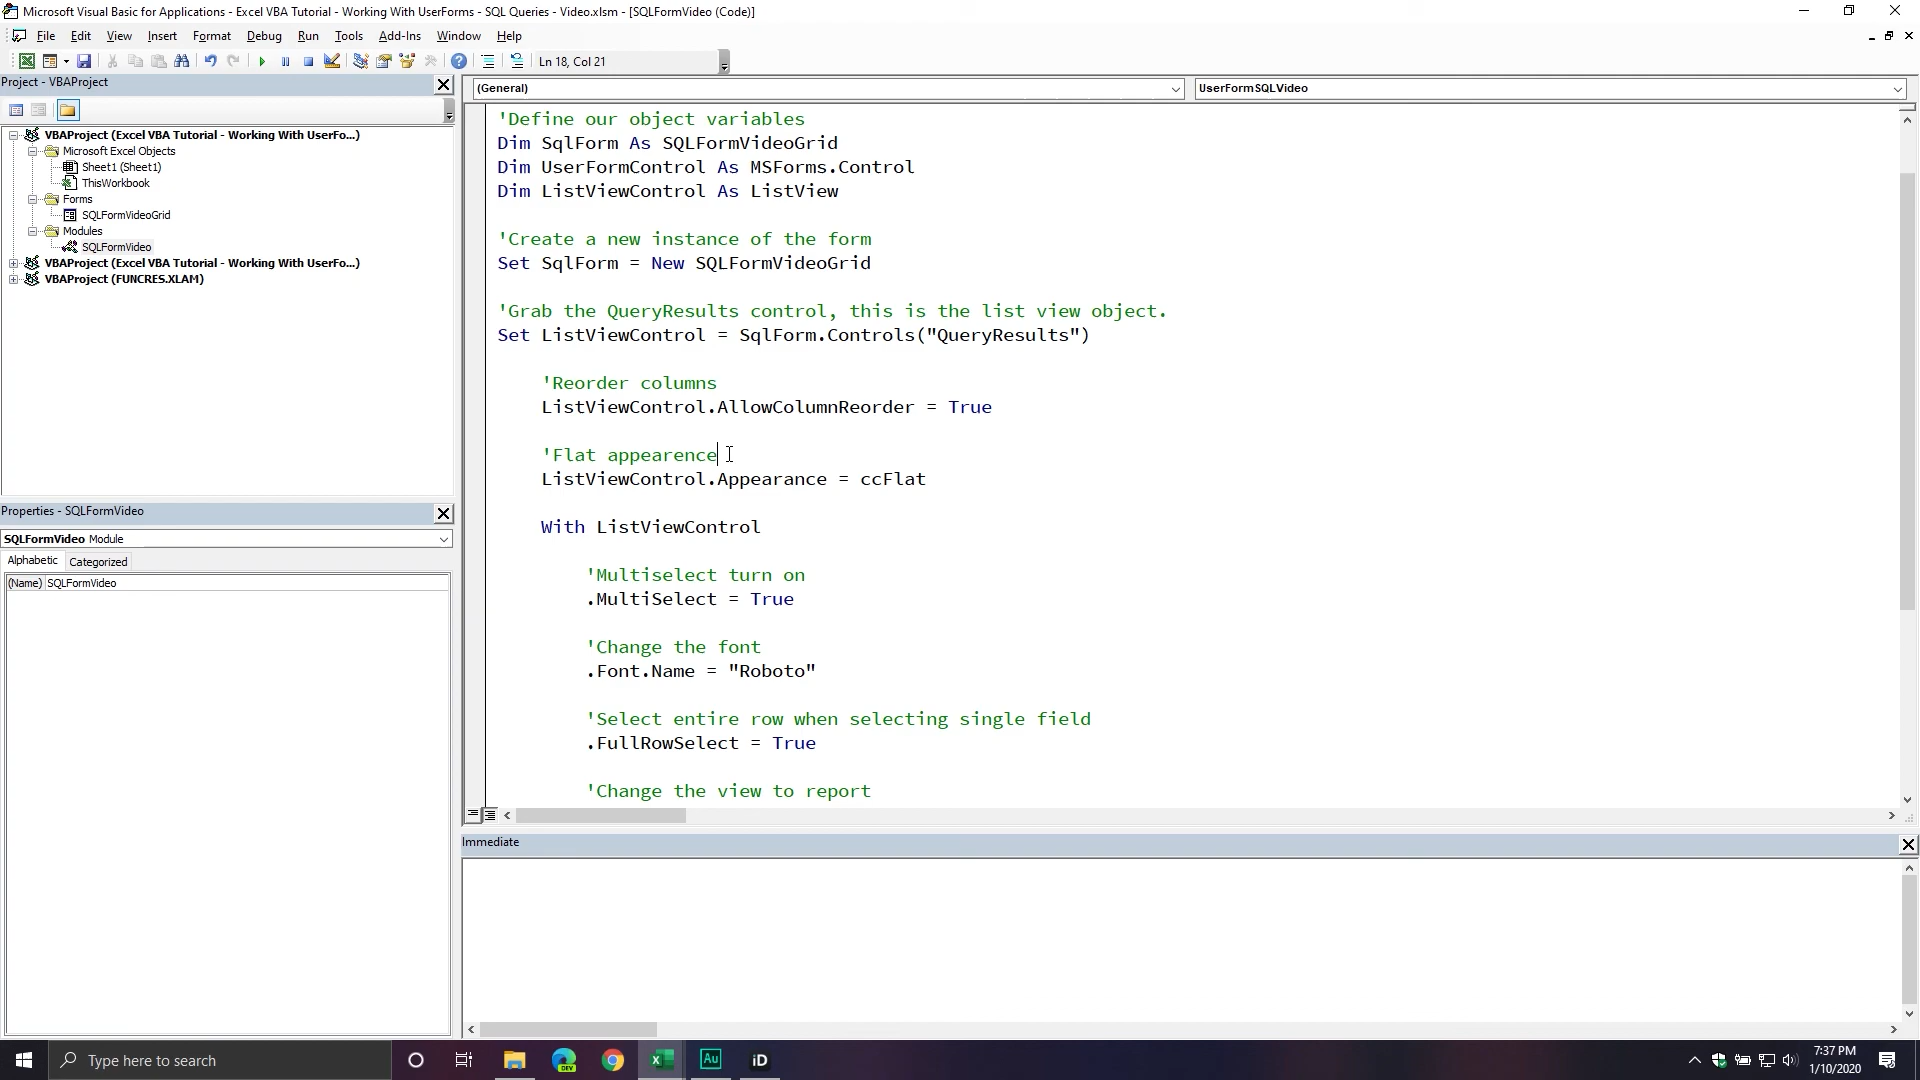 Microsoft Visual Basic for Applications - Excel VBA Tutorial - Working With UserForms - SQL Queries - Video.xlsm - [SQLFormVideo (Code)]
File Edit View Insert Format Debug Run Tools Add-Ins Window Help
Ln 18, Col 21
Project - VBAProject
VBAProject (Excel VBA Tutorial - Working With UserFo...)
Microsoft Excel Objects
Sheet1 (Sheet1)
ThisWorkbook
Forms
SQLFormVideoGrid
Modules
SQLFormVideo
VBAProject (Excel VBA Tutorial - Working With UserFo...)
VBAProject (FUNCRES.XLAM)
Properties - SQLFormVideo
SQLFormVideo Module
Alphabetic Categorized
(Name) SQLFormVideo
(General) UserFormSQLVideo
'Define our object variables
Dim SqlForm As SQLFormVideoGrid
Dim UserFormControl As MSForms.Control
Dim ListViewControl As ListView
'Create a new instance of the form
Set SqlForm = New SQLFormVideoGrid
'Grab the QueryResults control, this is the list view object.
Set ListViewControl = SqlForm.Controls("QueryResults")
'Reorder columns
ListViewControl.AllowColumnReorder = True
'Flat appearence
ListViewControl.Appearance = ccFlat
With ListViewControl
'Multiselect turn on
.MultiSelect = True
'Change the font
.Font.Name = "Roboto"
'Select entire row when selecting single field
.FullRowSelect = True
'Change the view to report
Immediate
Type here to search
DEV
Au
iD
7:37 PM
1/10/2020